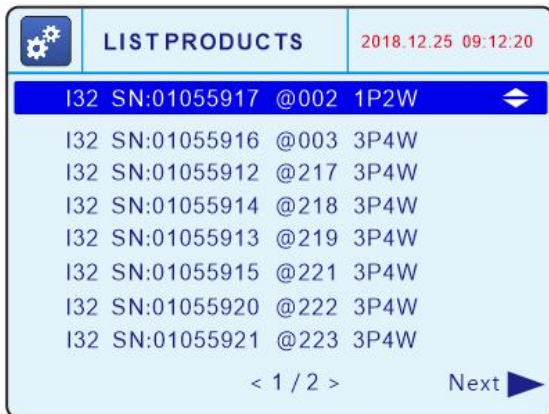 LIST PRODUCTS 2018.12.25 09:12:20
I32 SN:01055917 @002 1P2W
I32 SN:01055916 @003 3P4W
I32 SN:01055912 @217 3P4W
I32 SN:01055914 @218 3P4W
I32 SN:01055913 @219 3P4W
I32 SN:01055915 @221 3P4W
I32 SN:01055920 @222 3P4W
I32 SN:01055921 @223 3P4W
< 1 / 2 > Next